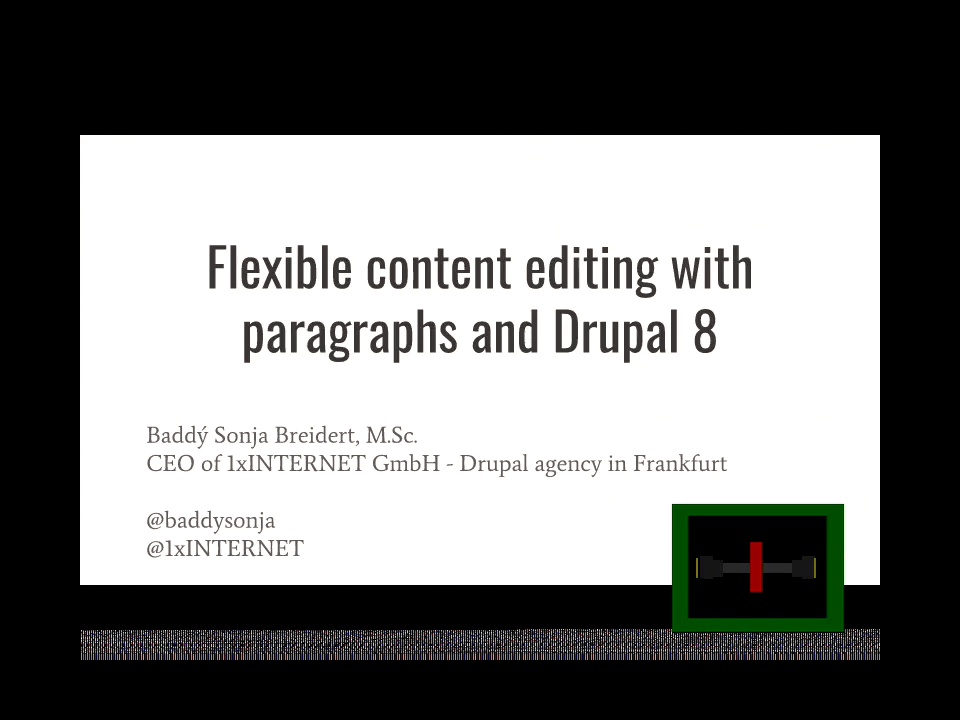 Flexible content editing with
paragraphs and Drupal 8
Baddý Sonja Breidert, M.Sc.
CEO of 1xINTERNET GmbH - Drupal agency in Frankfurt
@baddysonja
@1xINTERNET